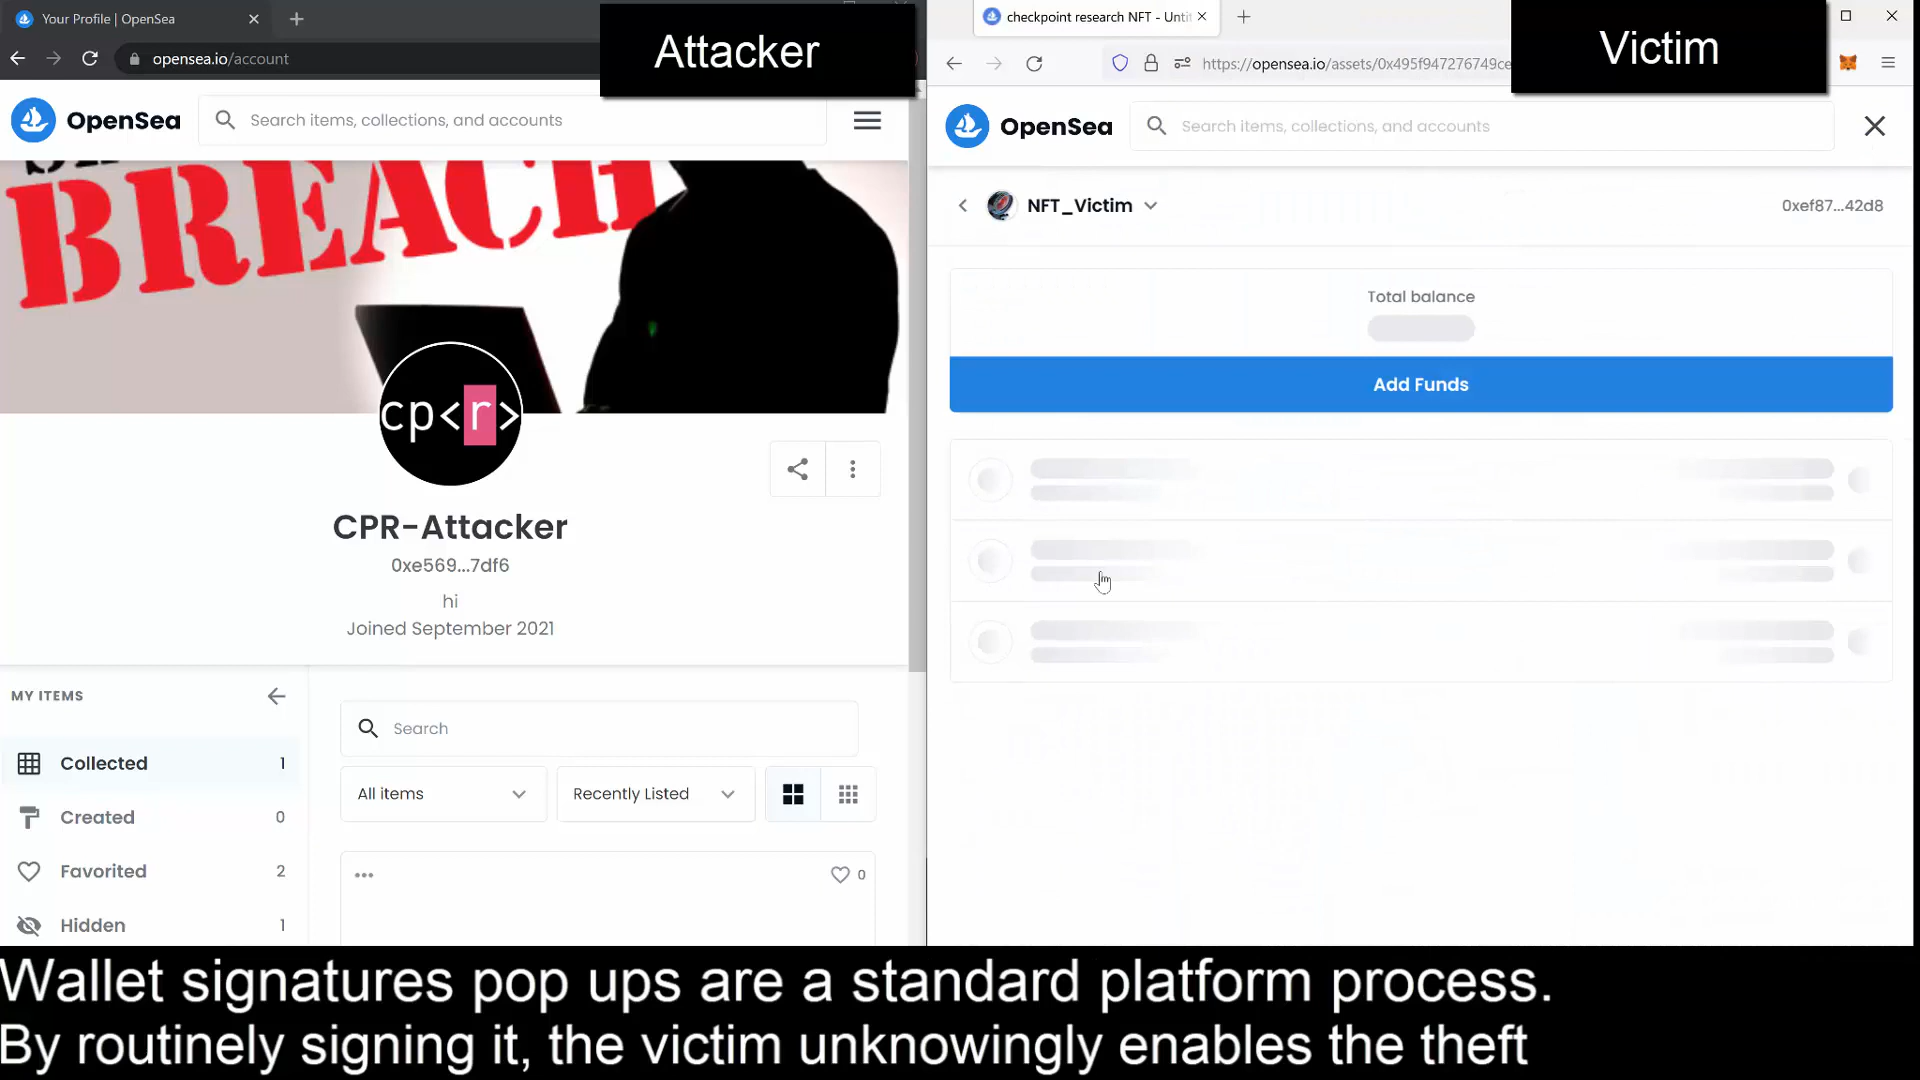 Your Profile | OpenSea
opensea.io/account
Attacker
OpenSea
Search items, collections, and accounts
BREACH
cp<r>
CPR-Attacker
0xe569...7df6
hi
Joined September 2021
MY ITEMS
Collected 1
Created 0
Favorited 2
Hidden 1
Search
All items
Recently Listed
0
checkpoint research NFT - Unti
https://opensea.io/assets/0x495f947276749ce
Victim
OpenSea
Search items, collections, and accounts
NFT_Victim
0xef87...42d8
Total balance
Add Funds
Wallet signatures pop ups are a standard platform process.
By routinely signing it, the victim unknowingly enables the theft